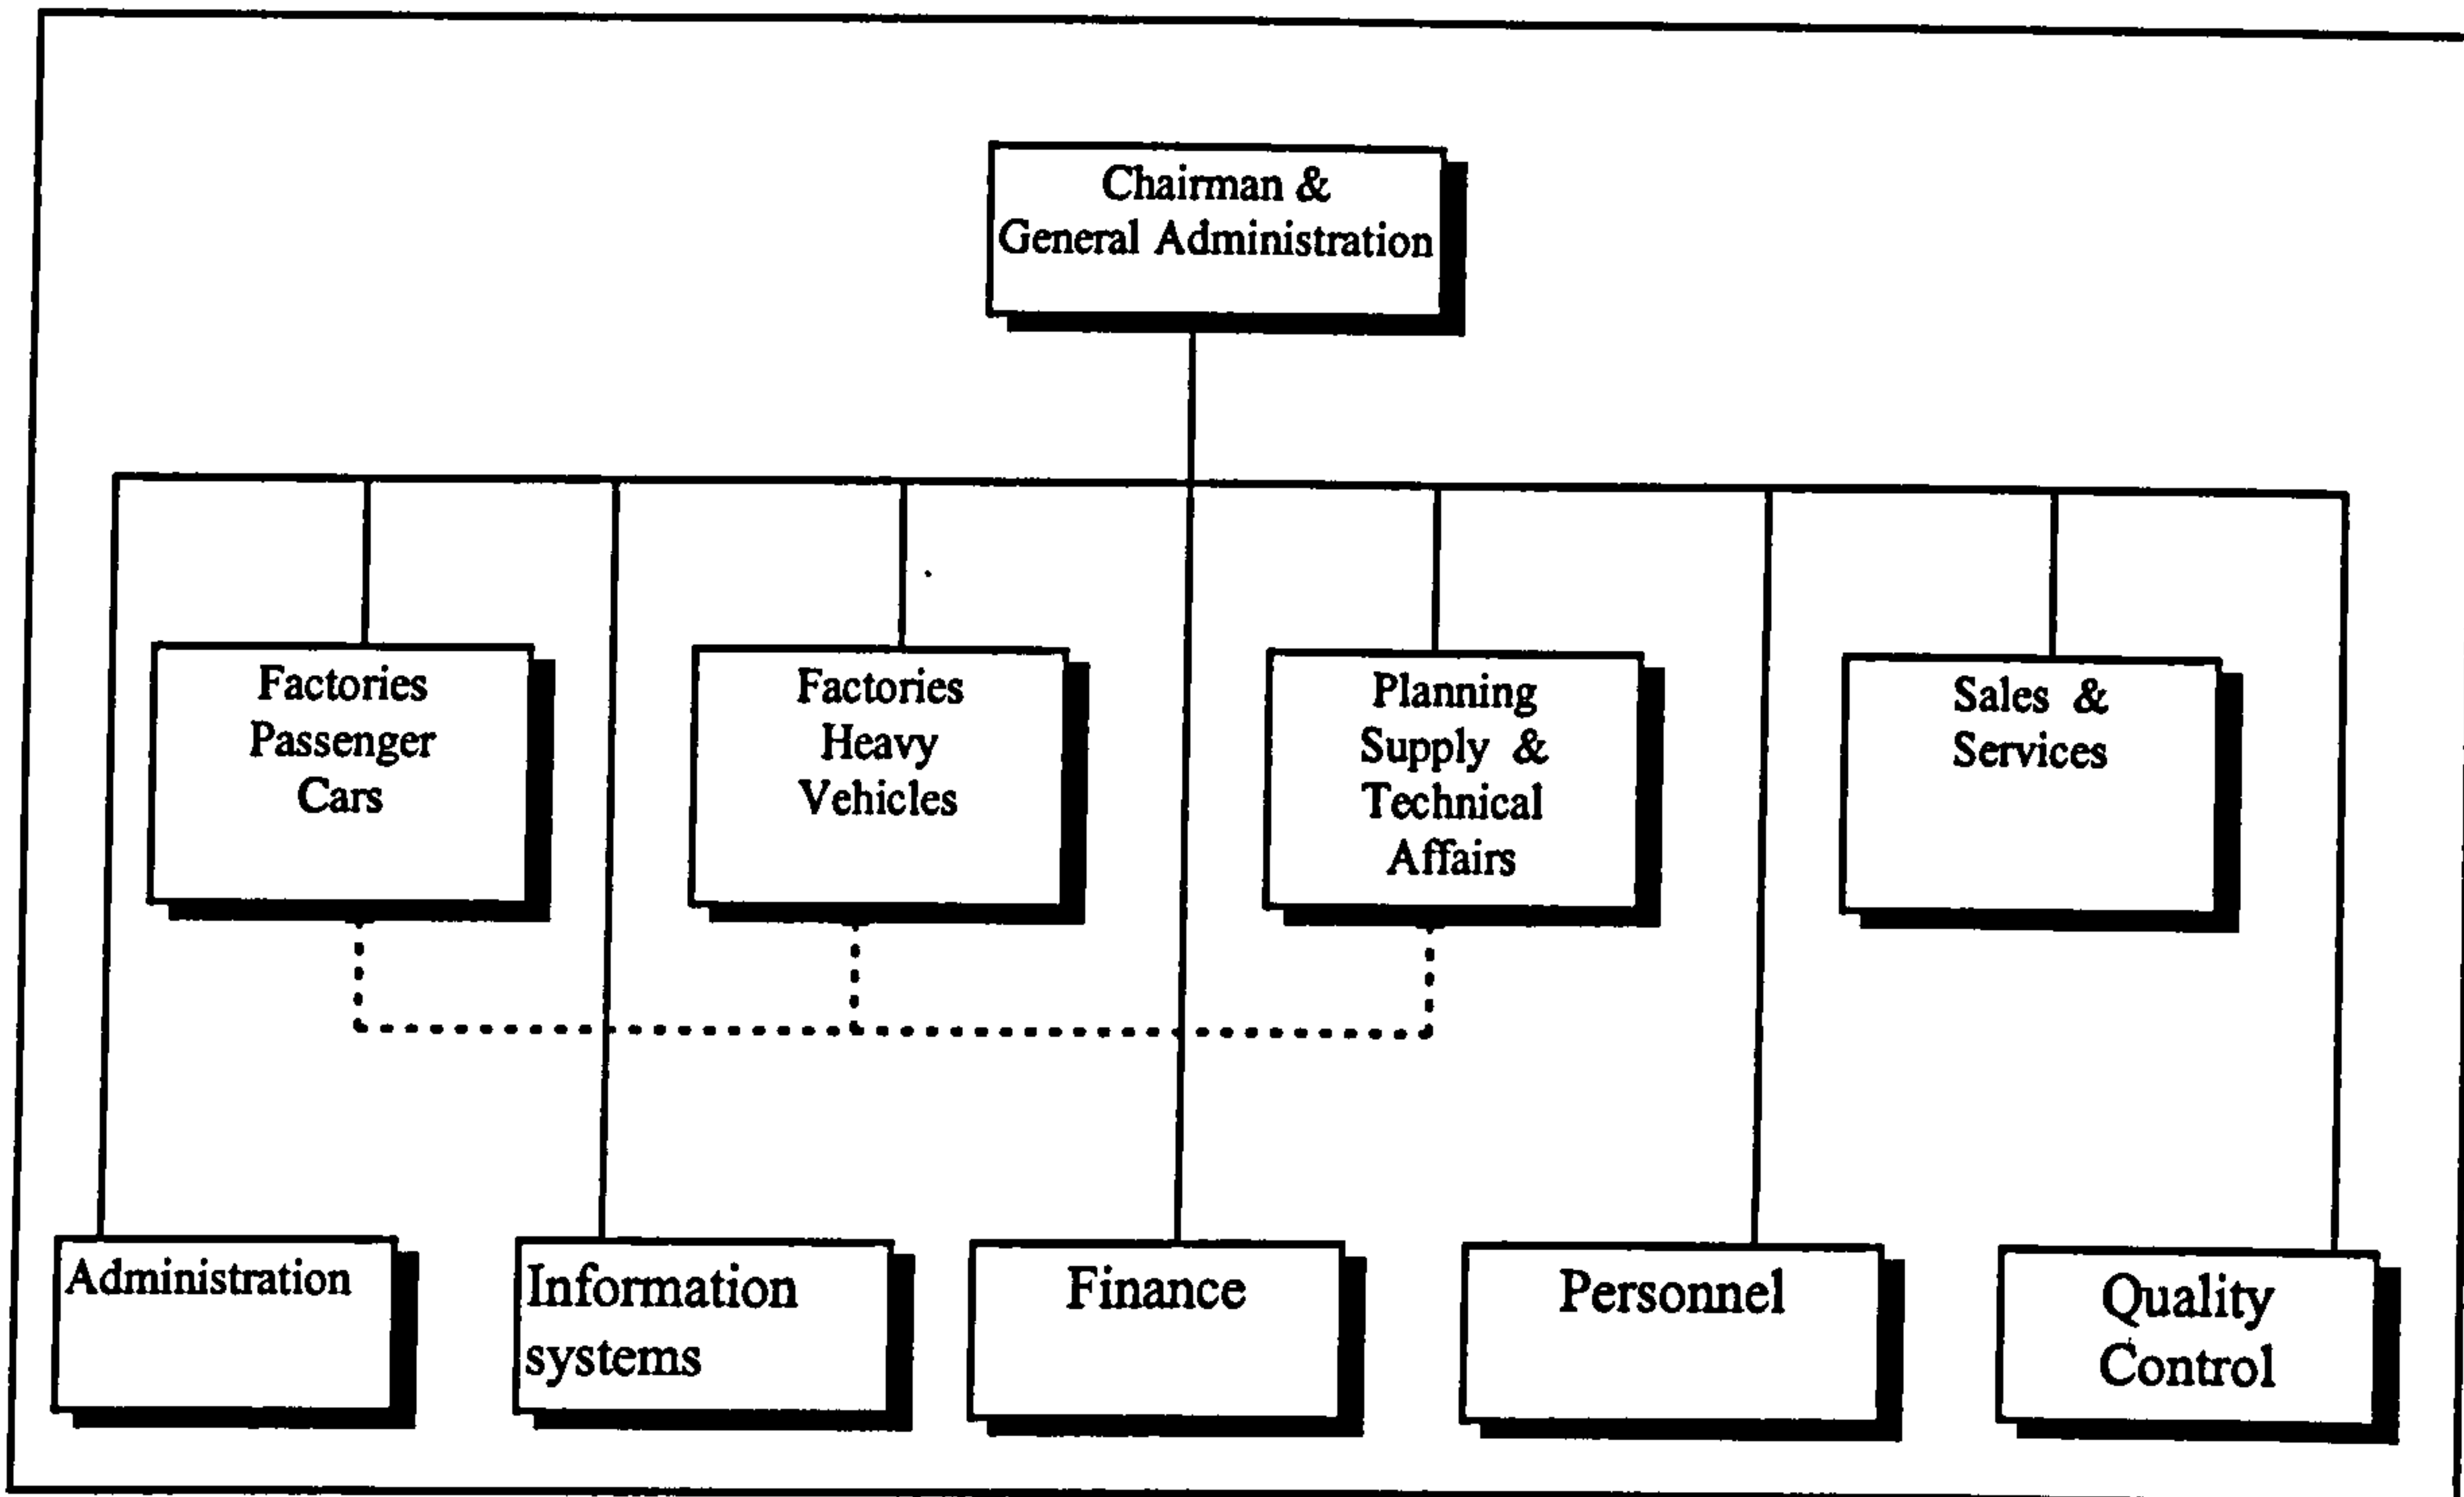 Chairman &
General Administration
Factories
Passenger
Cars
Factories
Heavy
Vehicles
Planning
Supply &
Technical
Affairs
Sales &
Services
Administration
Information
systems
Finance
Personnel
Quality
Control